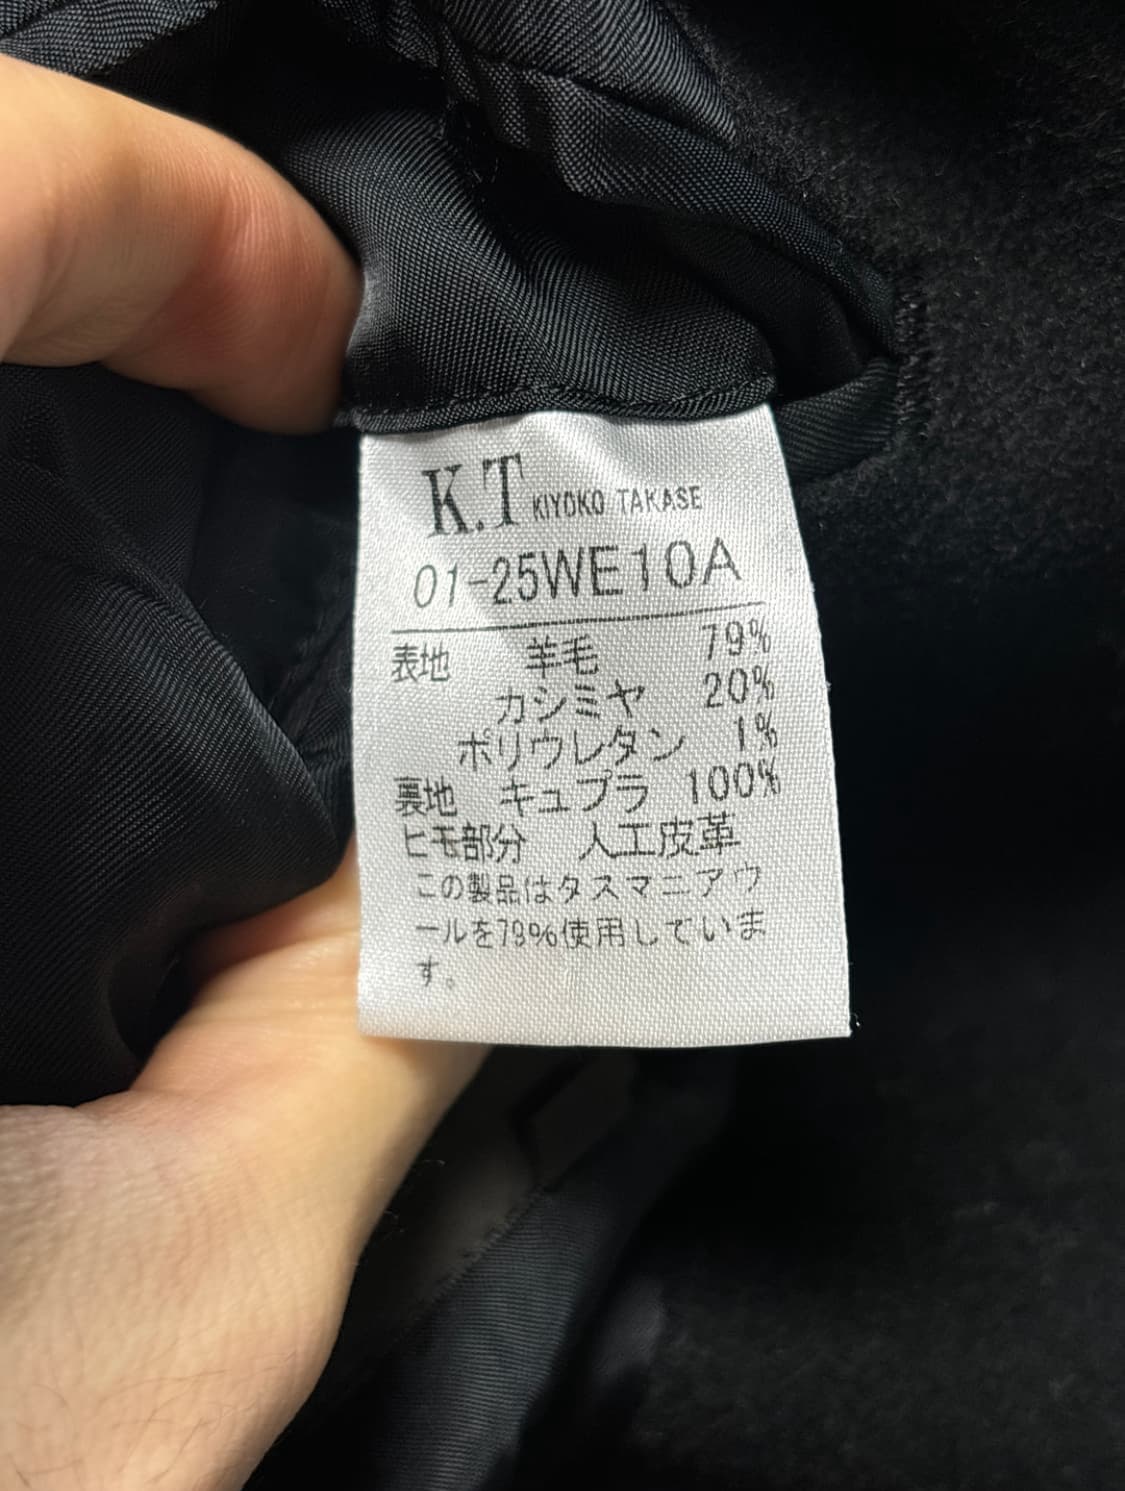 K.T KIYOKO TAKASE
01-25WE10A
表地 羊毛 79%
カシミヤ 20%
ポリウレタン 1%
裏地 キュプラ 100%
ヒモ部分 人工皮革
この製品はタスマニアウ
ールを79%使用していま
す。